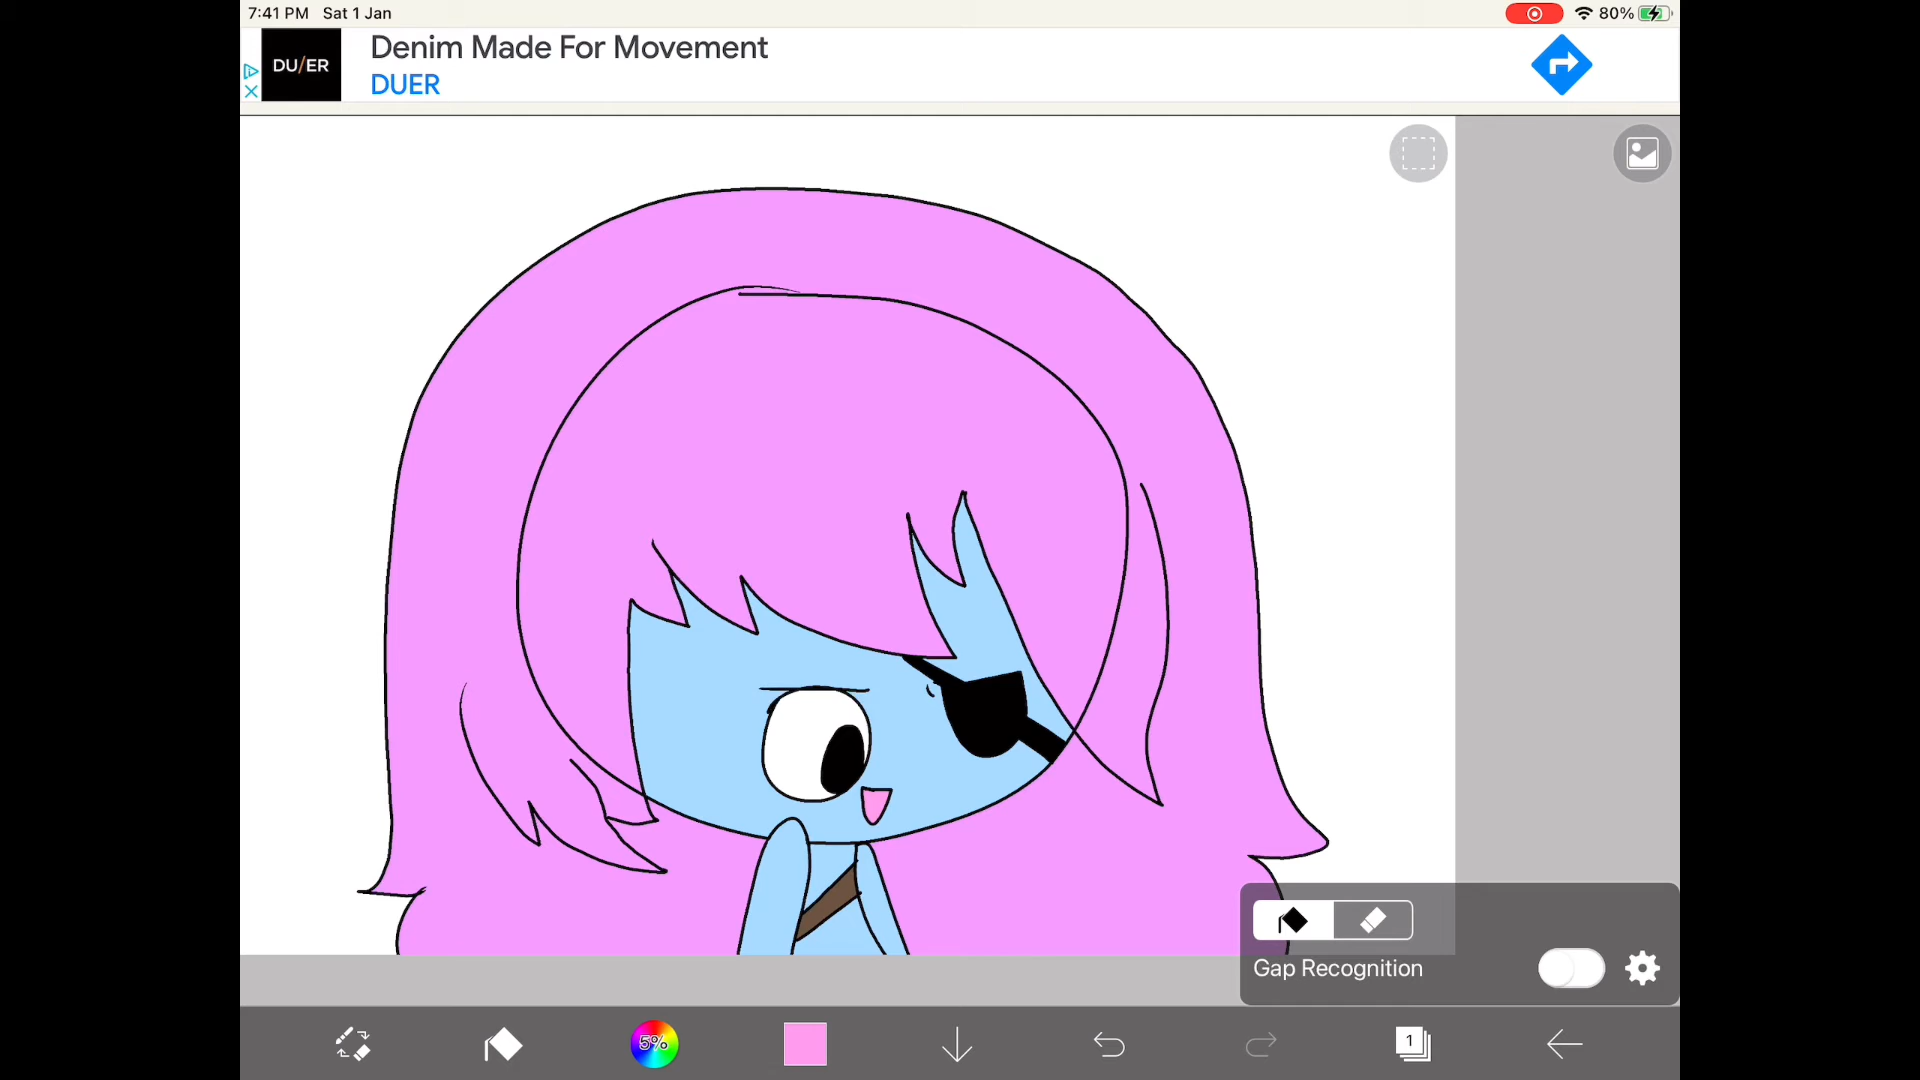 7:41 PM Sat 1 Jan
80%
DU/ER
Denim Made For Movement
DUER
Gap Recognition
5%
1